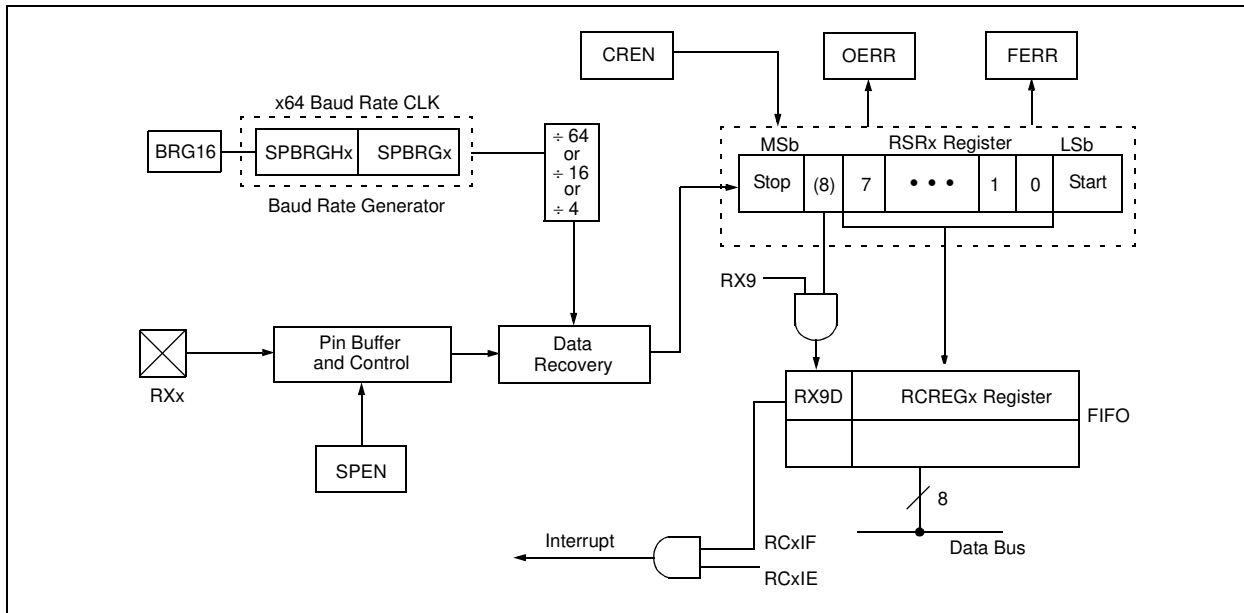 CREN
OERR
FERR
x64 Baud Rate CLK
BRG16
SPBRGHx
SPBRGx
Baud Rate Generator
÷ 64
or
÷ 16
or
÷ 4
MSb
RSRx Register
LSb
Stop
(8)
7
• • •
1
0
Start
RX9
RXx
Pin Buffer
and Control
Data
Recovery
SPEN
RX9D
RCREGx Register
FIFO
8
Data Bus
Interrupt
RCxIF
RCxIE